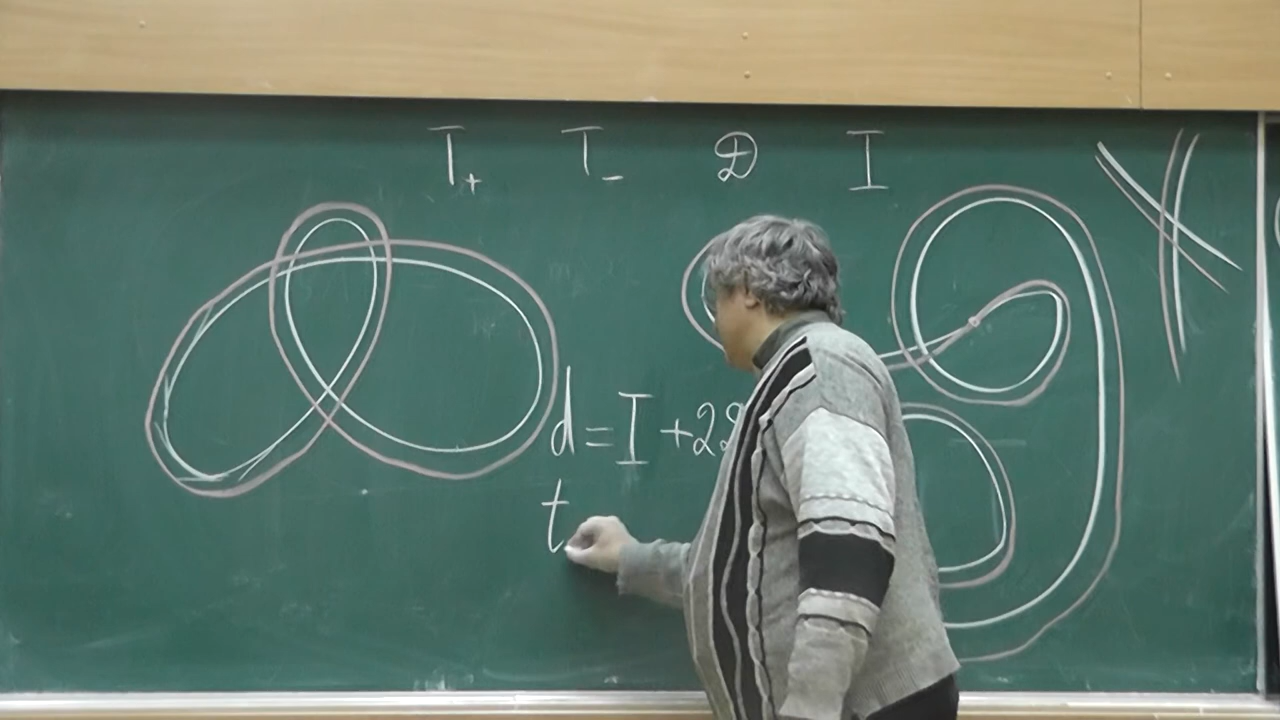 T₊ T₋ D I
d = I + 2
t